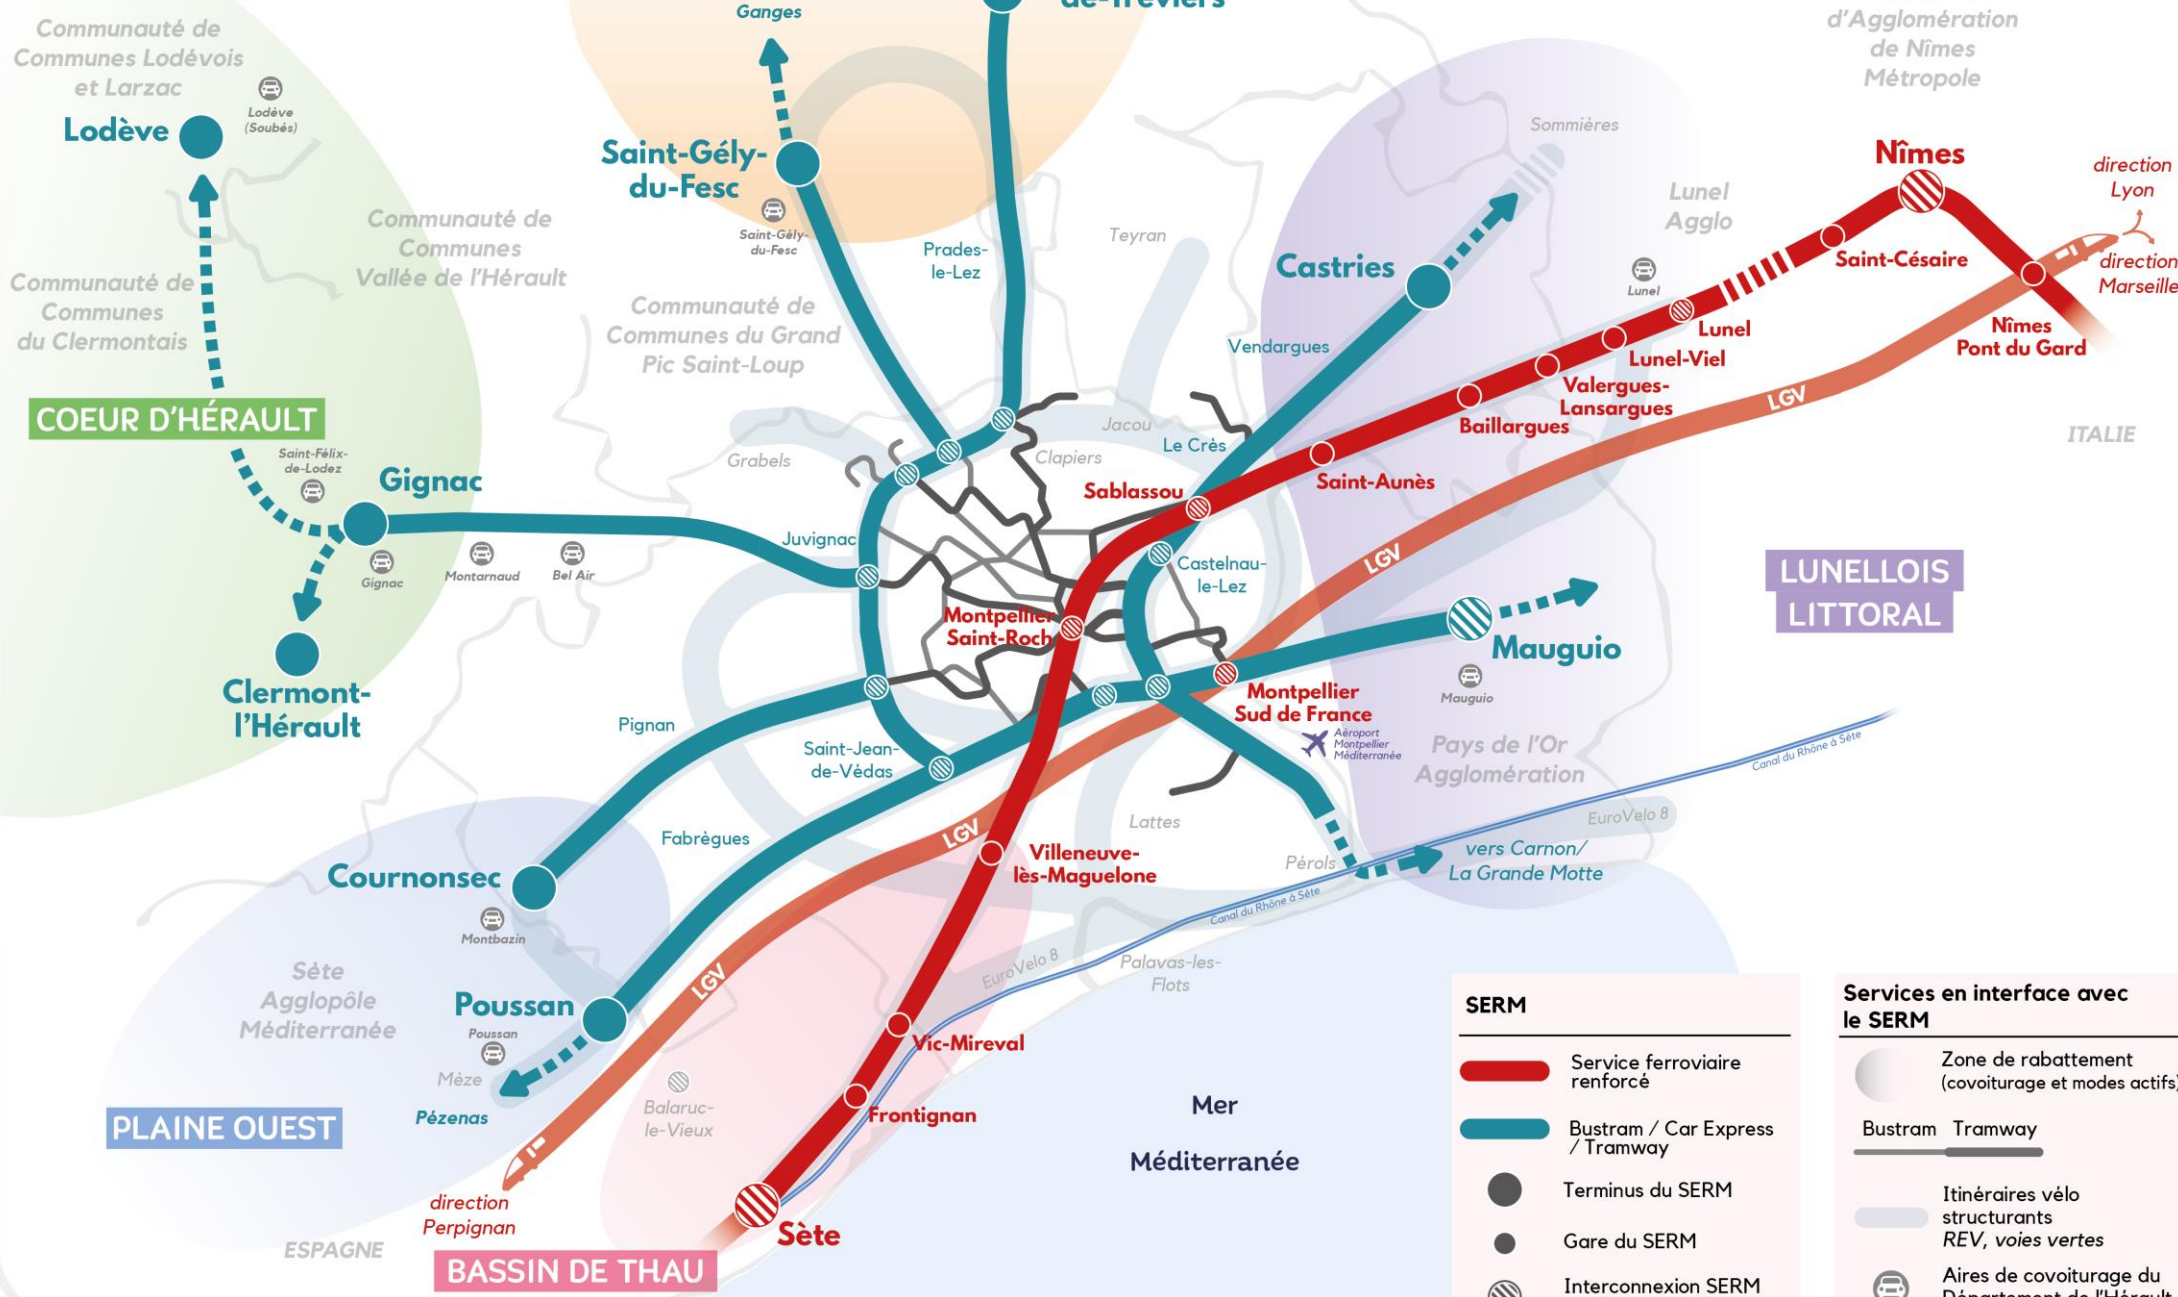 Communauté de
Communes Lodévois
et Larzac
Lodève
Lodève
(Soubès)
Ganges
de-Tréviers
d'Agglomération
de Nîmes
Métropole
Saint-Gély-
du-Fesc
Saint-Gély-
du-Fesc
Communauté de
Communes
Vallée de l'Hérault
Communauté de
Communes
du Clermontais
Communauté de
Communes du Grand
Pic Saint-Loup
Prades-
le-Lez
Teyran
Sommières
Castries
Vendargues
Lunel
Agglo
Lunel
Nîmes
direction
Lyon
direction
Marseille
Saint-Césaire
Nîmes
Pont du Gard
Lunel
Lunel-Viel
Valergues-
Lansargues
Baillargues
Saint-Aunès
LGV
ITALIE
COEUR D'HÉRAULT
Saint-Félix-
de-Lodez
Gignac
Gignac
Montarnaud
Bel Air
Grabels
Clapiers
Jacou
Le Crès
Sablassou
Juvignac
Castelnau-
le-Lez
LGV
LUNELLOIS
LITTORAL
Montpellier
Saint-Roch
Mauguio
Mauguio
Clermont-
l'Hérault
Pignan
Saint-Jean-
de-Védas
Montpellier
Sud de France
Aéroport
Montpellier
Méditerranée
Pays de l'Or
Agglomération
Canal du Rhône à Sète
Fabrègues
LGV
Lattes
Pérols
EuroVelo 8
vers Carnon/
La Grande Motte
Villeneuve-
lès-Maguelone
Canal du Rhône à Sète
Cournonsec
Montbazin
Sète
Agglopôle
Méditerranée
LGV
EuroVelo 8
Palavas-les-
Flots
Poussan
Poussan
Mèze
Pézenas
Vic-Mireval
Frontignan
Balaruc-
le-Vieux
PLAINE OUEST
direction
Perpignan
ESPAGNE
Sète
BASSIN DE THAU
Mer
Méditerranée
SERM
Service ferroviaire
renforcé
Bustram / Car Express
/ Tramway
Terminus du SERM
Gare du SERM
Interconnexion SERM
Services en interface avec
le SERM
Zone de rabattement
(covoiturage et modes actifs)
Bustram Tramway
Itinéraires vélo
structurants
REV, voies vertes
Aires de covoiturage du
Département de l'Hérault